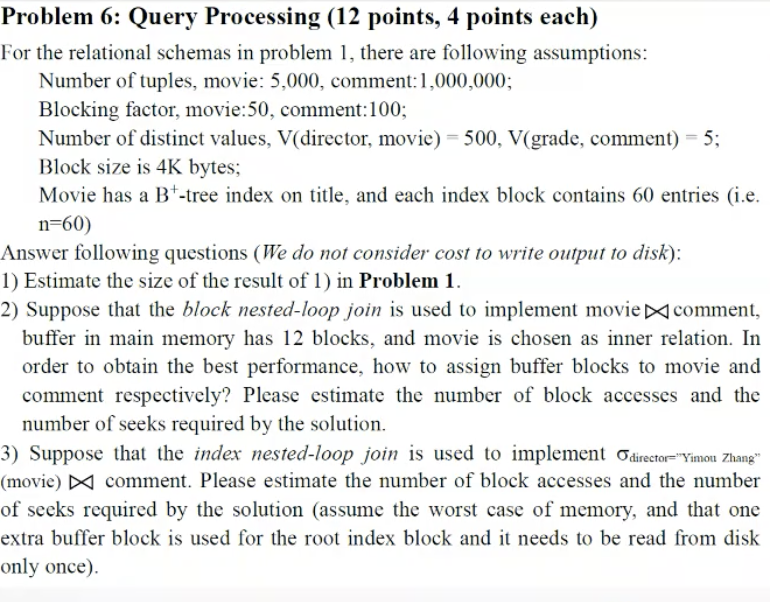 Problem 6: Query Processing (12 points, 4 points each)
For the relational schemas in problem 1, there are following assumptions:
Number of tuples, movie: 5,000, comment:1,000,000;
Blocking factor, movie:50, comment:100;
Number of distinct values, V(director, movie) = 500, V(grade, comment) = 5;
Block size is 4K bytes;
Movie has a B⁺-tree index on title, and each index block contains 60 entries (i.e.
n=60)
Answer following questions (We do not consider cost to write output to disk):
1) Estimate the size of the result of 1) in Problem 1.
2) Suppose that the block nested-loop join is used to implement movie⋈comment,
buffer in main memory has 12 blocks, and movie is chosen as inner relation. In
order to obtain the best performance, how to assign buffer blocks to movie and
comment respectively? Please estimate the number of block accesses and the
number of seeks required by the solution.
3) Suppose that the index nested-loop join is used to implement σdirector="Yimou Zhang"
(movie) ⋈ comment. Please estimate the number of block accesses and the number
of seeks required by the solution (assume the worst case of memory, and that one
extra buffer block is used for the root index block and it needs to be read from disk
only once).